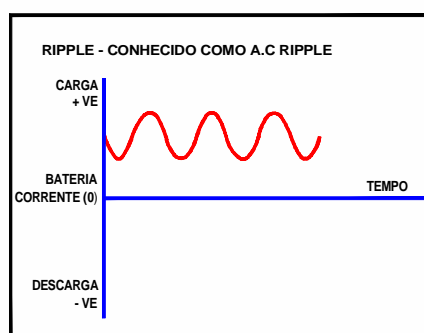 RIPPLE - CONHECIDO COMO A.C RIPPLE
CARGA
+ VE
BATERIA
CORRENTE (0)
TEMPO
DESCARGA
- VE